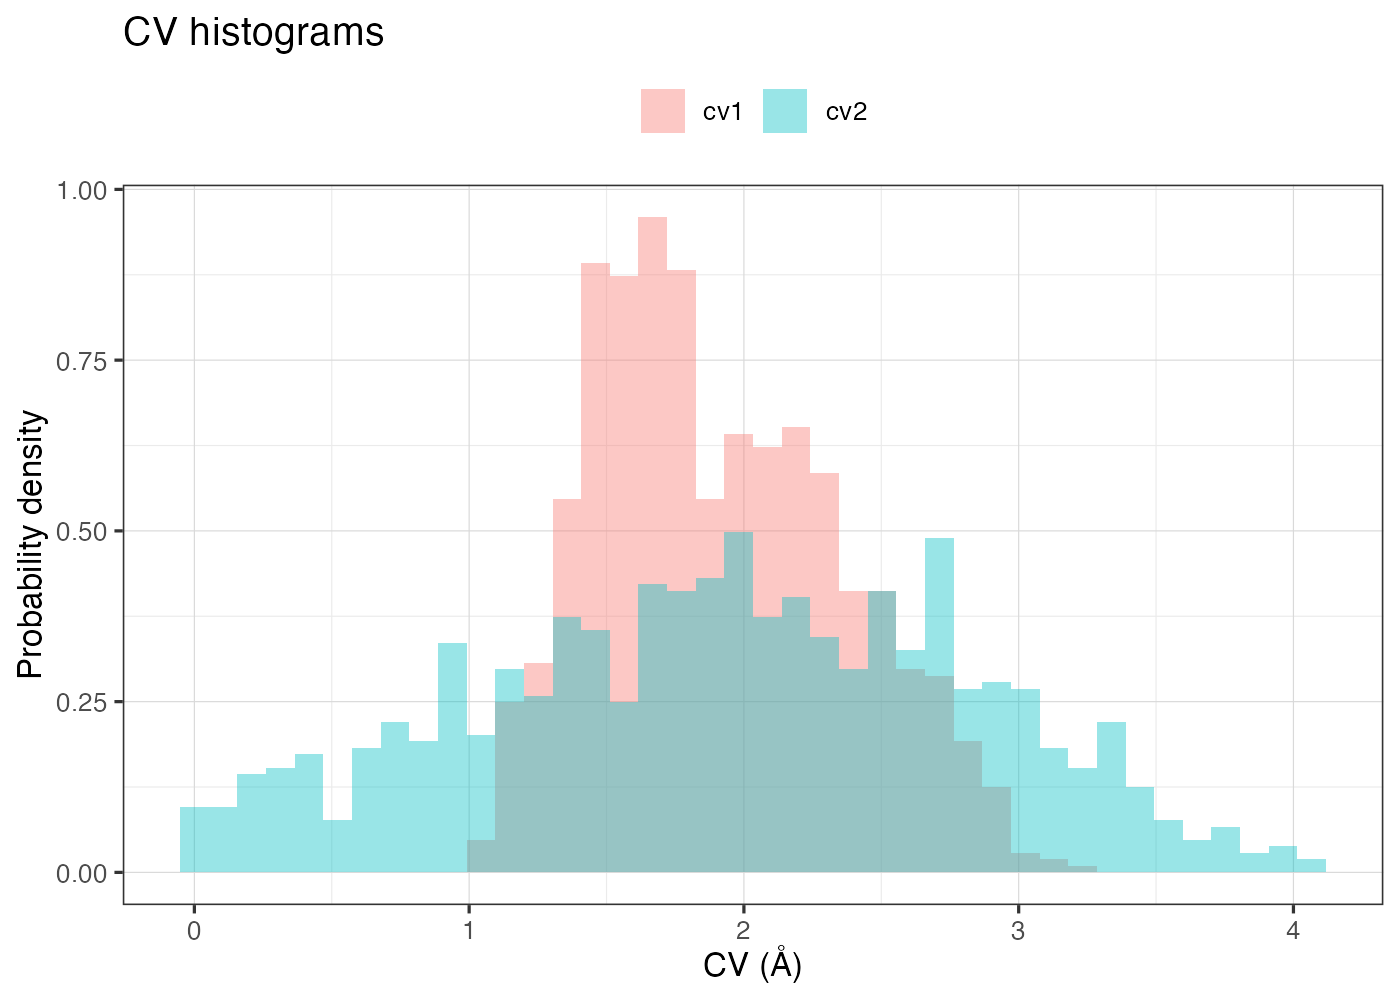 CV histograms
cv1 cv2
1.00
0.75
0.50
0.25
0.00
Probability density
0 1 2 3 4
CV (Å)